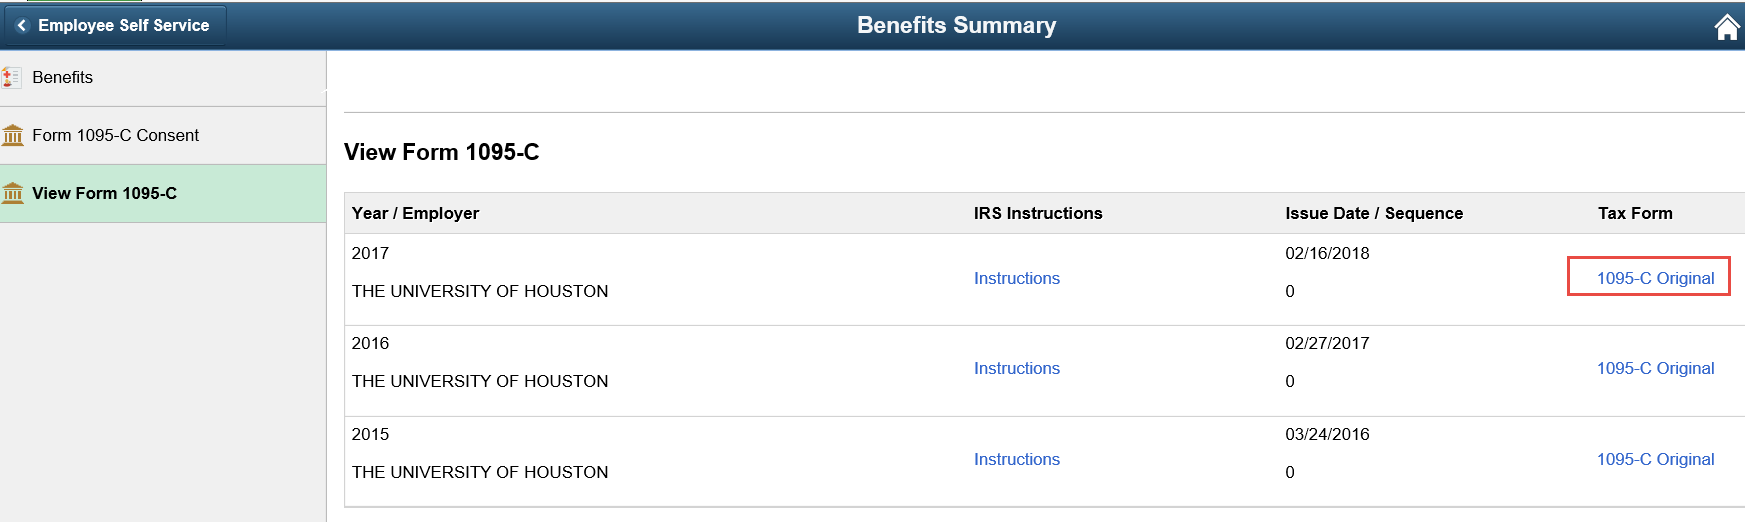 Employee Self Service
Benefits Summary
Benefits
Form 1095-C Consent
View Form 1095-C
View Form 1095-C
Year / Employer IRS Instructions Issue Date / Sequence Tax Form
2017 02/16/2018
Instructions 1095-C Original
THE UNIVERSITY OF HOUSTON 0
2016 02/27/2017
Instructions 1095-C Original
THE UNIVERSITY OF HOUSTON 0
2015 03/24/2016
Instructions 1095-C Original
THE UNIVERSITY OF HOUSTON 0